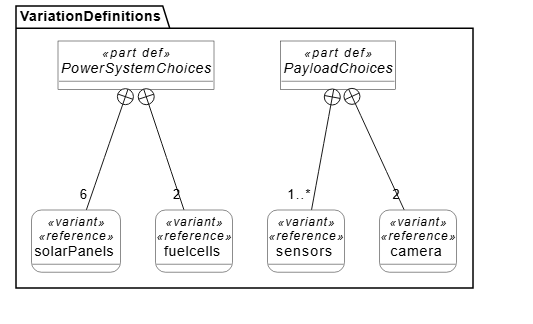 VariationDefinitions
«part def»
PowerSystemChoices
«part def»
PayloadChoices
6
2
1..*
2
«variant»
«reference»
solarPanels
«variant»
«reference»
fuelcells
«variant»
«reference»
sensors
«variant»
«reference»
camera